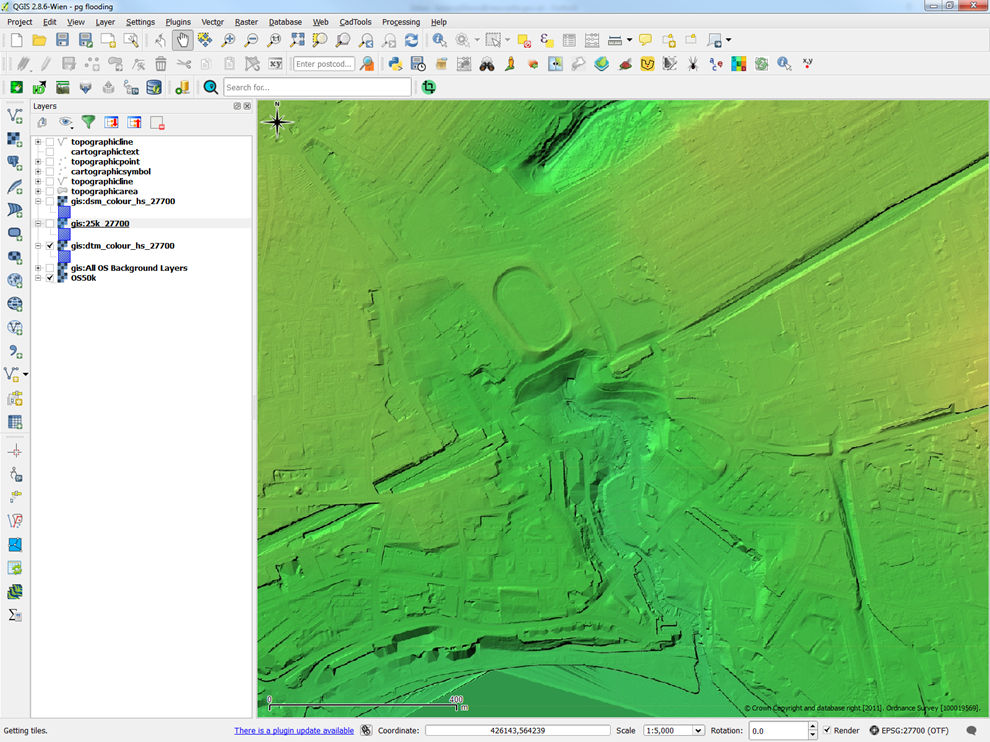 QGIS 2.8.6-Wien - pg flooding
Project Edit View Layer Settings Plugins Vector Raster Database Web CadTools Processing Help
Enter postcod...
Search for...
Layers
topographicline
cartographictext
topographicpoint
cartographicsymbol
topographicline
topographicarea
gis:dsm_colour_hs_27700
gis:25k_27700
gis:dtm_colour_hs_27700
gis:All OS Background Layers
OS50k
N
0 400 m
© Crown Copyright and database right [2011]. Ordnance Survey [100019569].
Getting tiles. There is a plugin update available Coordinate: 426143,564239 Scale 1:5,000 Rotation: 0.0 Render EPSG:27700 (OTF)